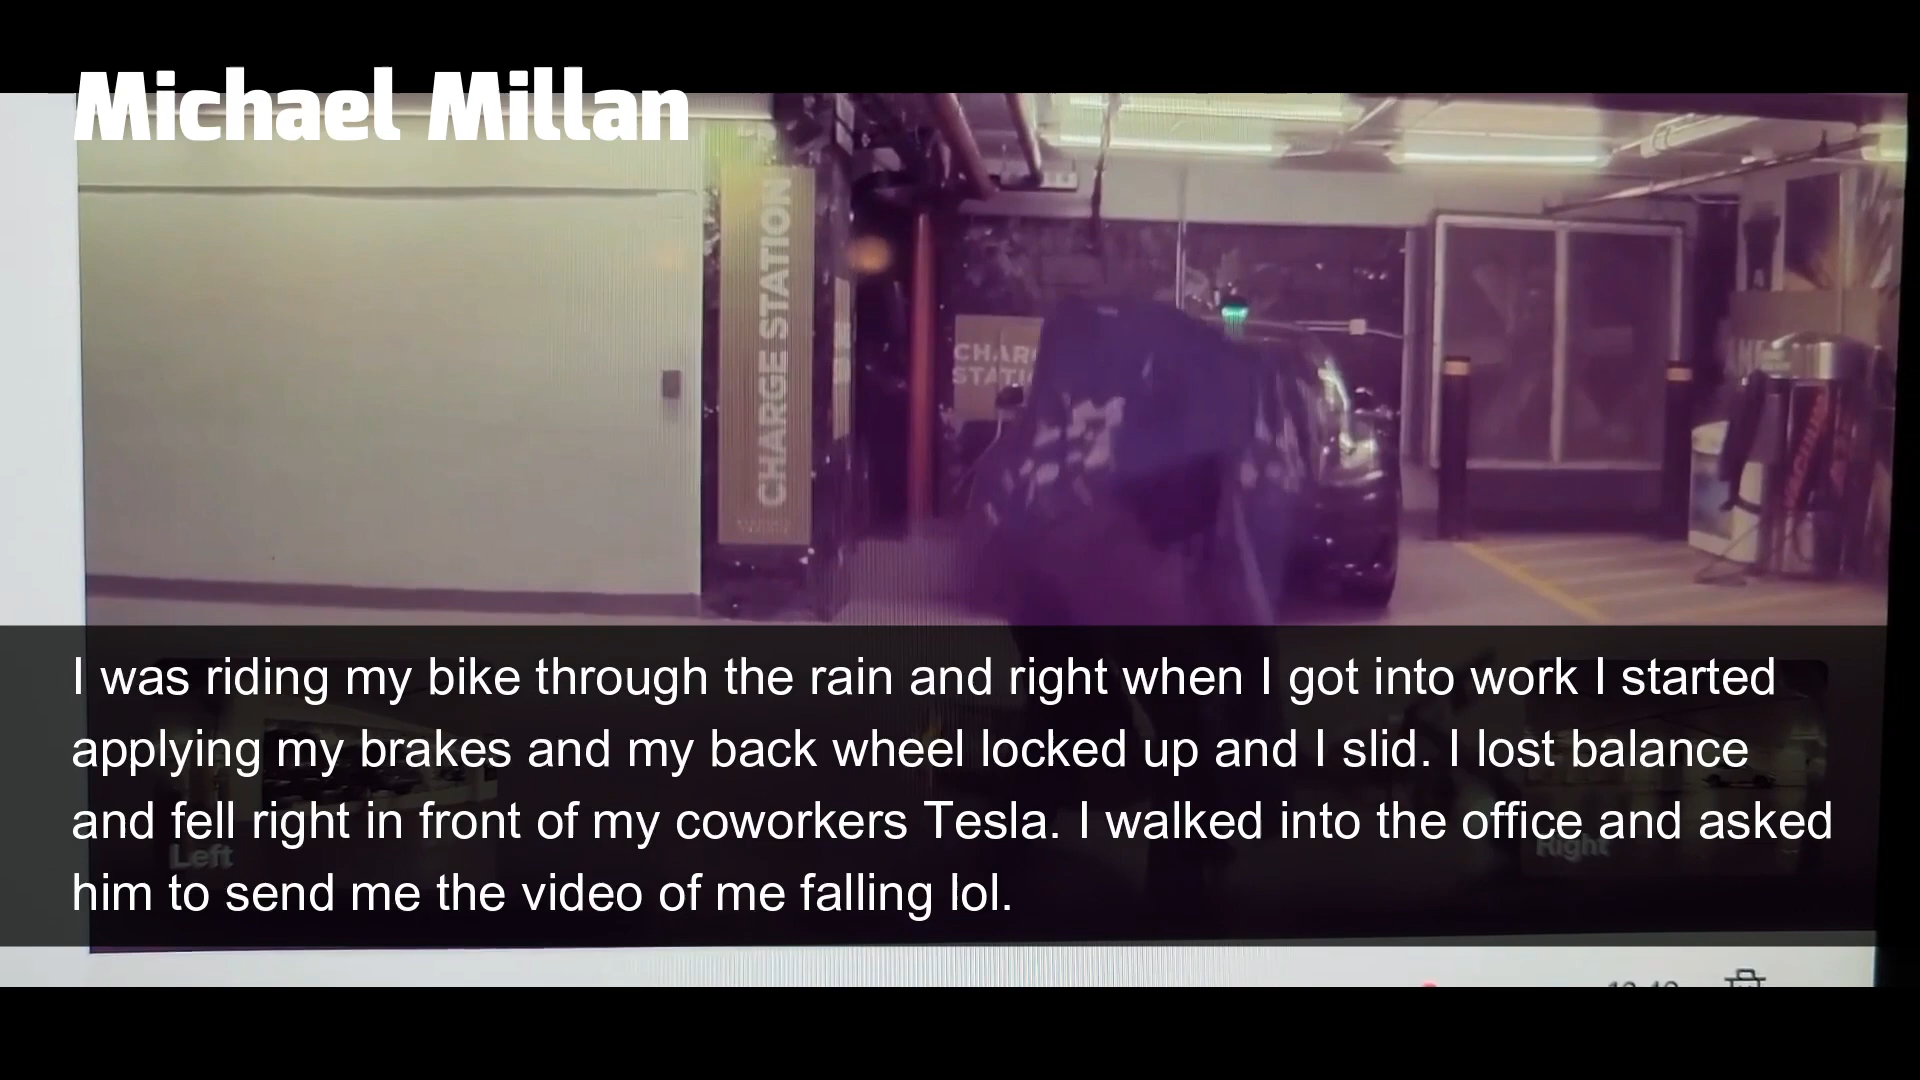 Michael Millan
CHARGE STATION
CHAR
STATI
I was riding my bike through the rain and right when I got into work I started
applying my brakes and my back wheel locked up and I slid. I lost balance
and fell right in front of my coworkers Tesla. I walked into the office and asked
him to send me the video of me falling lol.
Left
Right